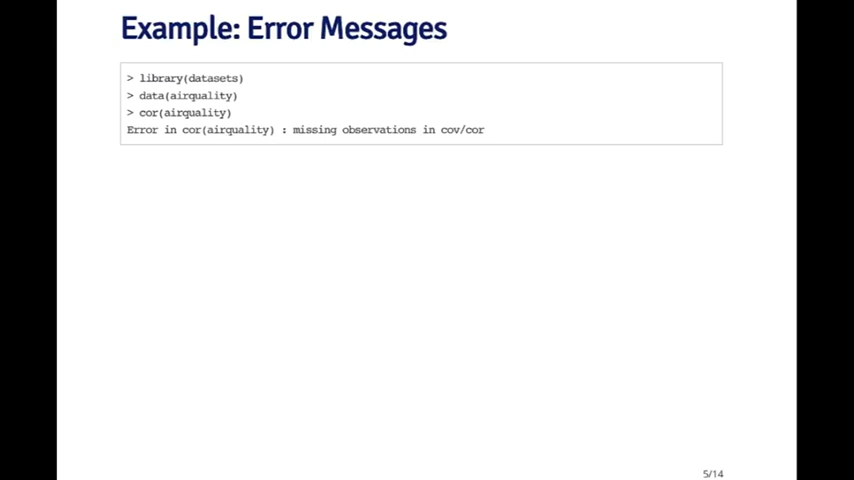 Example: Error Messages
> library(datasets)
> data(airquality)
> cor(airquality)
Error in cor(airquality) : missing observations in cov/cor
5/14